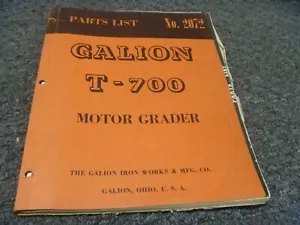 PARTS LIST No. 2072
GALION
T-700
MOTOR GRADER
THE GALION IRON WORKS & MFG. CO.
GALION, OHIO, U. S. A.